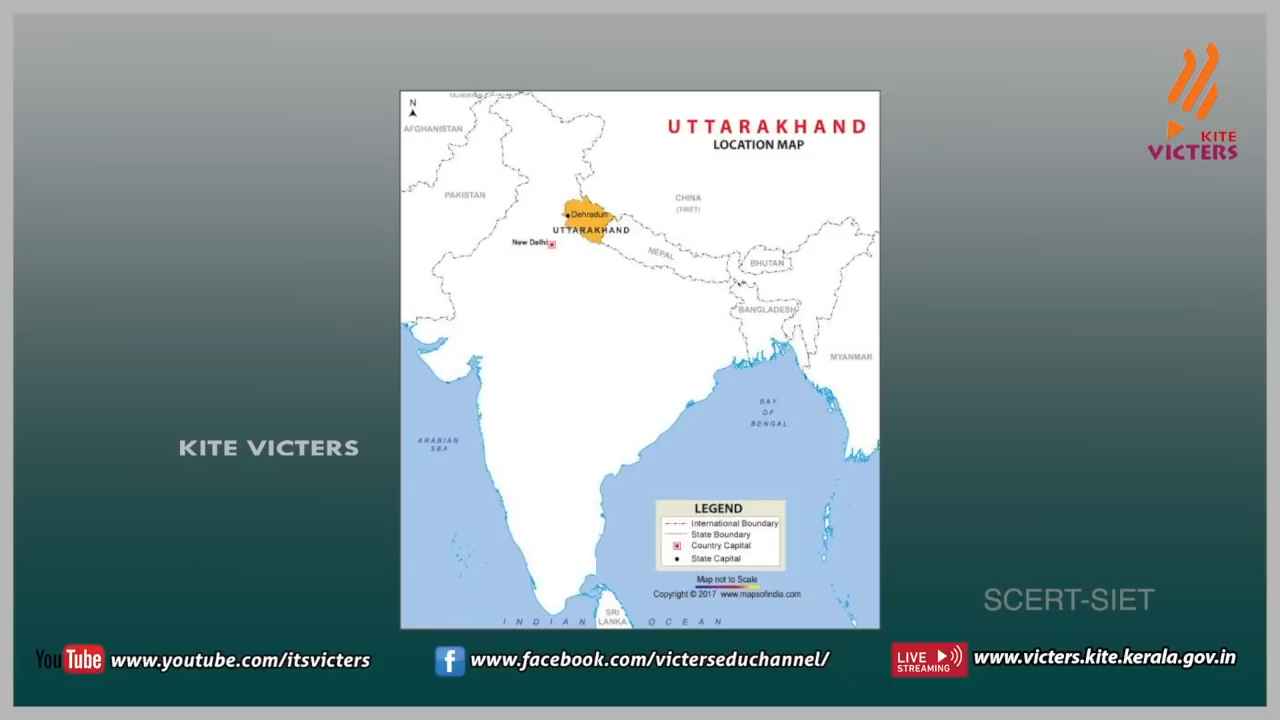 KITE
VICTERS
N
UTTARAKHAND
LOCATION MAP
AFGHANISTAN
PAKISTAN
CHINA
(TIBET)
Dehradun
UTTARAKHAND
New Delhi
NEPAL
BHUTAN
BANGLADESH
MYANMAR
BAY
OF
BENGAL
ARABIAN
SEA
KITE VICTERS
LEGEND
International Boundary
State Boundary
Country Capital
State Capital
Map not to Scale
Copyright © 2017 www.mapsofindia.com
SRI
LANKA
INDIAN OCEAN
SCERT-SIET
YouTube www.youtube.com/itsvicters
f www.facebook.com/victerseduchannel/
LIVE
STREAMING
www.victers.kite.kerala.gov.in